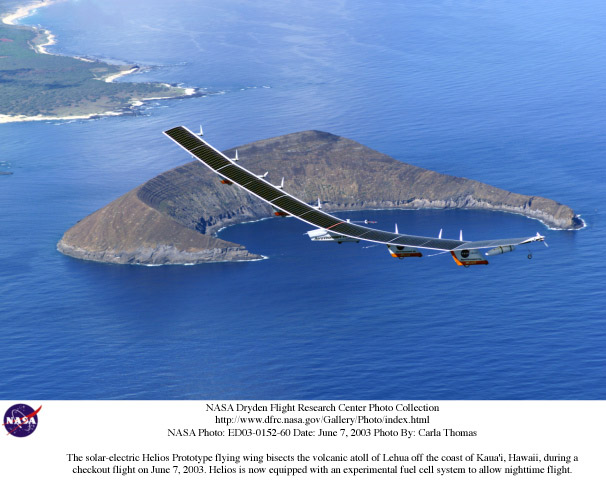 NASA Dryden Flight Research Center Photo Collection
http://www.dfrc.nasa.gov/Gallery/Photo/index.html
NASA Photo: ED03-0152-60 Date: June 7, 2003 Photo By: Carla Thomas
NASA
The solar-electric Helios Prototype flying wing bisects the volcanic atoll of Lehua off the coast of Kaua'i, Hawaii, during a
checkout flight on June 7, 2003. Helios is now equipped with an experimental fuel cell system to allow nighttime flight.